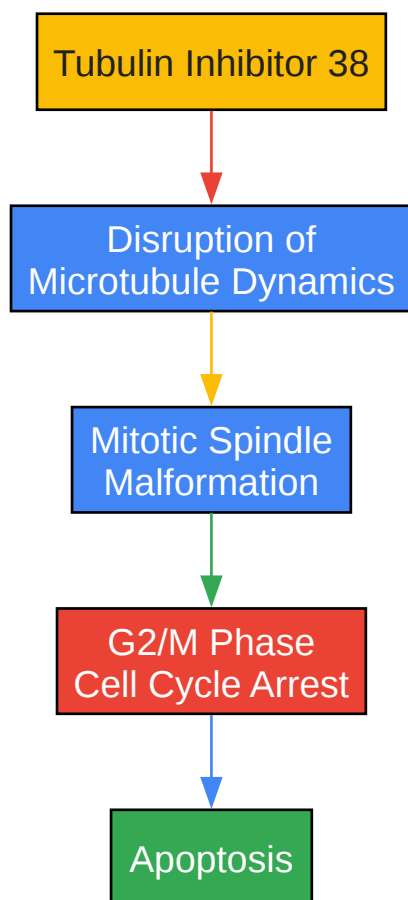 Tubulin Inhibitor 38
Disruption of
Microtubule Dynamics
Mitotic Spindle
Malformation
G2/M Phase
Cell Cycle Arrest
Apoptosis